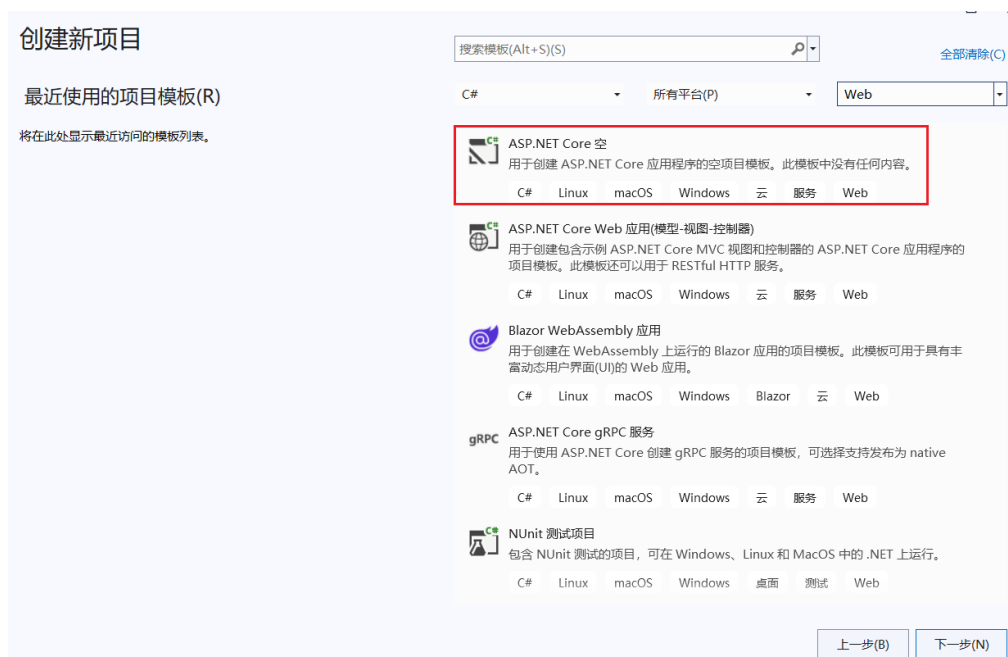 创建新项目
搜索模板(Alt+S)(S)
全部清除(C)
最近使用的项目模板(R)
C#
所有平台(P)
Web
将在此处显示最近访问的模板列表。
C#
ASP.NET Core 空
用于创建 ASP.NET Core 应用程序的空项目模板。此模板中没有任何内容。
C# Linux macOS Windows 云 服务 Web
C#
ASP.NET Core Web 应用(模型-视图-控制器)
用于创建包含示例 ASP.NET Core MVC 视图和控制器的 ASP.NET Core 应用程序的
项目模板。此模板还可以用于 RESTful HTTP 服务。
C# Linux macOS Windows 云 服务 Web
Blazor WebAssembly 应用
用于创建在 WebAssembly 上运行的 Blazor 应用的项目模板。此模板可用于具有丰
富动态用户界面(UI)的 Web 应用。
C# Linux macOS Windows Blazor 云 Web
gRPC
ASP.NET Core gRPC 服务
用于使用 ASP.NET Core 创建 gRPC 服务的项目模板，可选择支持发布为 native
AOT。
C# Linux macOS Windows 云 服务 Web
C#
NUnit 测试项目
包含 NUnit 测试的项目，可在 Windows、Linux 和 MacOS 中的 .NET 上运行。
C# Linux macOS Windows 桌面 测试 Web
上一步(B)
下一步(N)